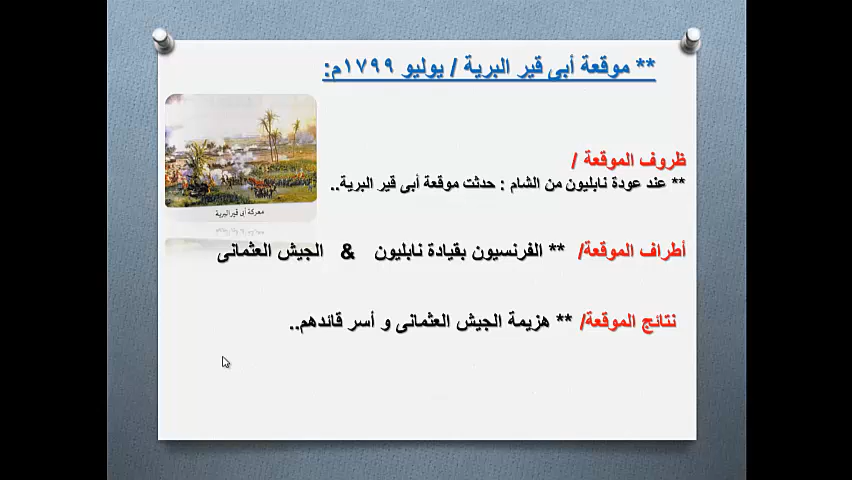 ** موقعة أبى قير البرية / يوليو ١٧٩٩م:
ظروف الموقعة /
** عند عودة نابليون من الشام : حدثت موقعة أبى قير البرية..
معركة أبى قير البرية
أطراف الموقعة/ ** الفرنسيون بقيادة نابليون & الجيش العثمانى
نتائج الموقعة/ ** هزيمة الجيش العثمانى و أسر قائدهم..